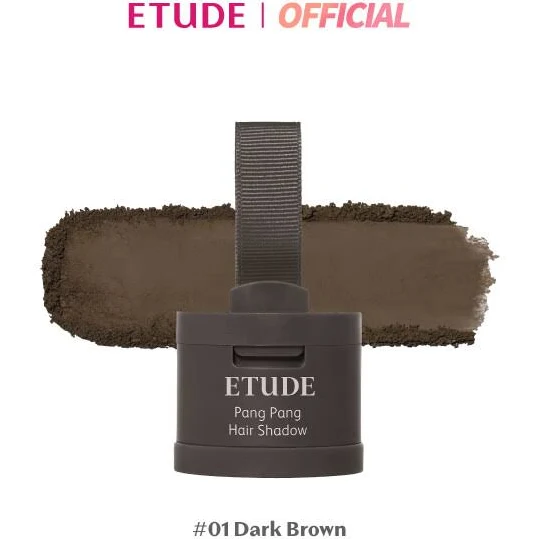 ETUDE | OFFICIAL
ETUDE
Pang Pang
Hair Shadow
#01 Dark Brown